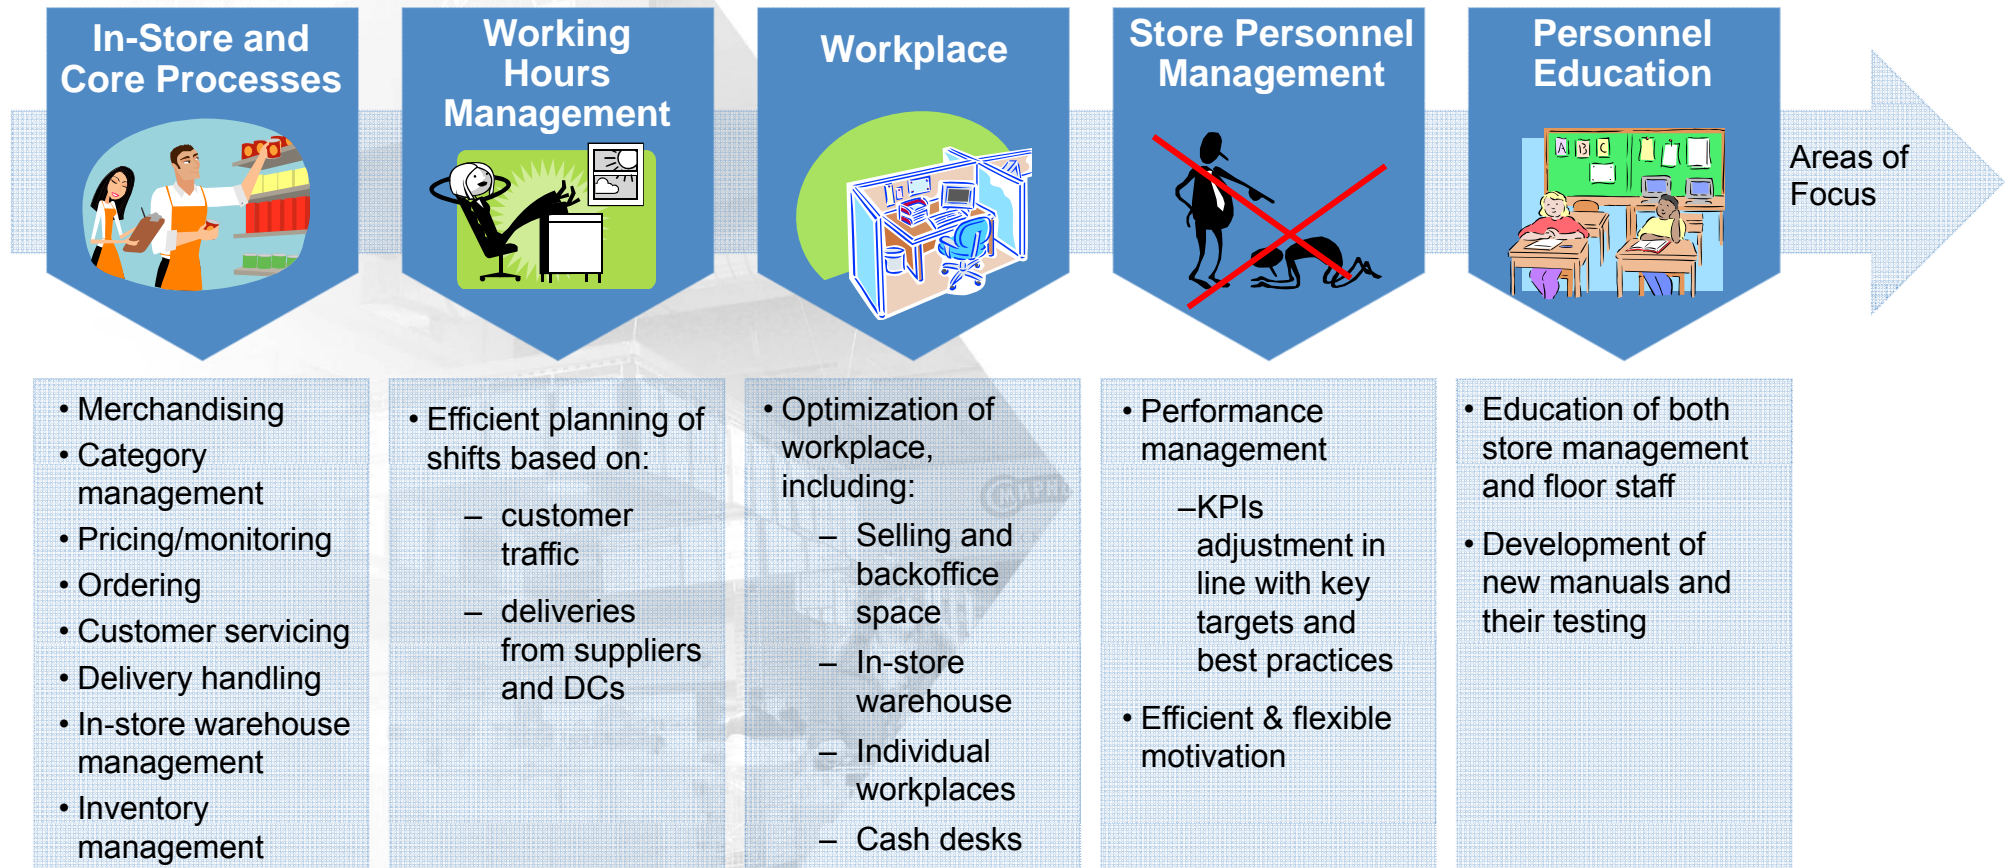 In-Store and
Core Processes
Working
Hours
Management
Workplace
Store Personnel
Management
Personnel
Education
A B C
Areas of
Focus
• Merchandising
• Category
management
• Pricing/monitoring
• Ordering
• Customer servicing
• Delivery handling
• In-store warehouse
management
• Inventory
management
• Efficient planning of
shifts based on:
– customer
traffic
– deliveries
from suppliers
and DCs
• Optimization of
workplace,
including:
– Selling and
backoffice
space
– In-store
warehouse
– Individual
workplaces
– Cash desks
• Performance
management
–KPIs
adjustment in
line with key
targets and
best practices
• Efficient & flexible
motivation
• Education of both
store management
and floor staff
• Development of
new manuals and
their testing